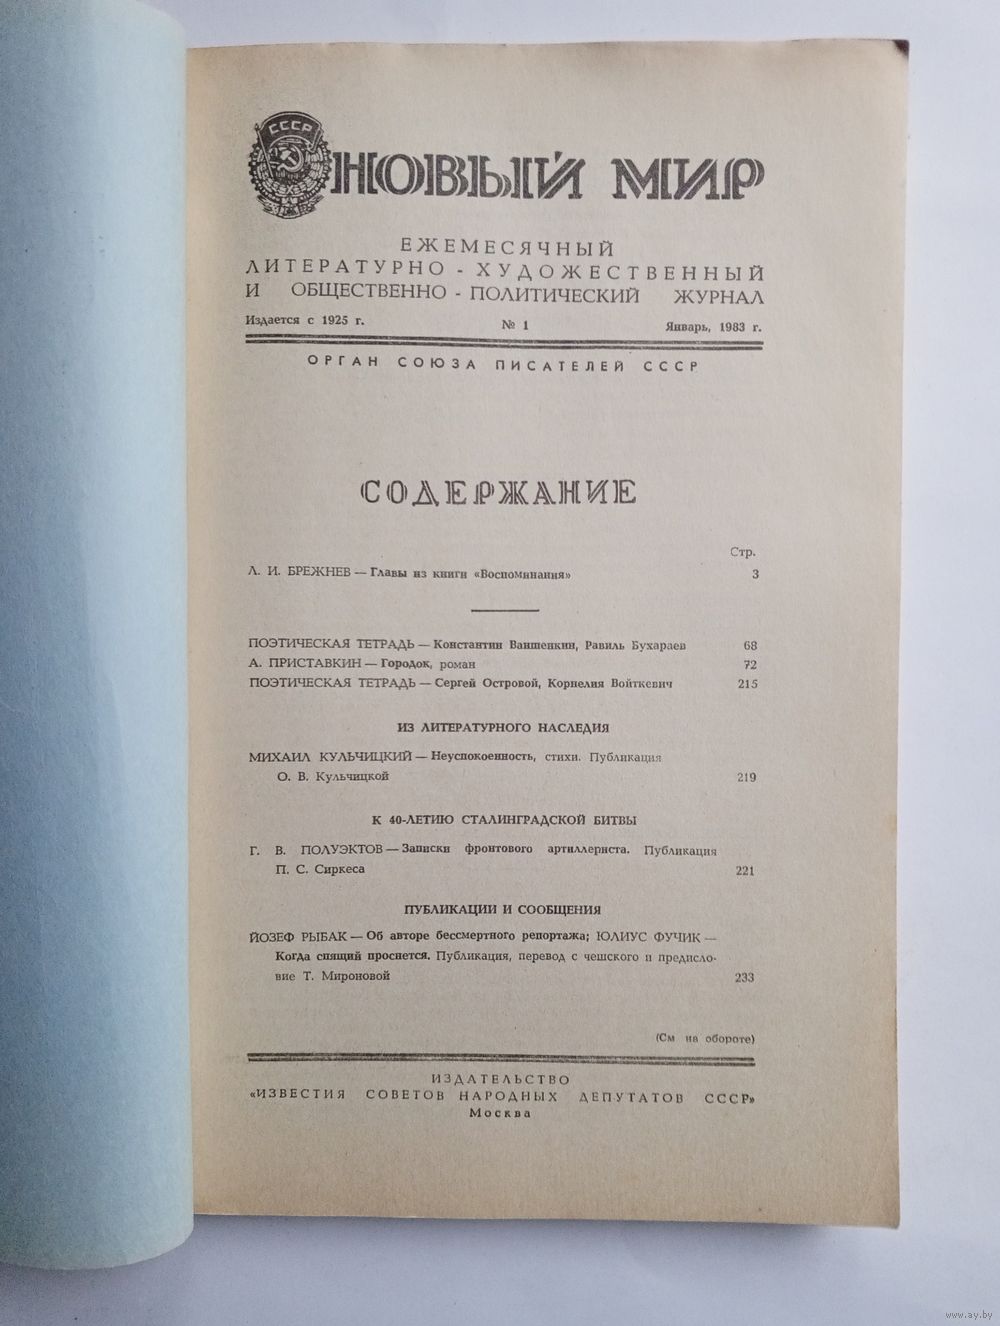 СССР
НОВЫЙ МИР
ЕЖЕМЕСЯЧНЫЙ
ЛИТЕРАТУРНО - ХУДОЖЕСТВЕННЫЙ
И ОБЩЕСТВЕННО - ПОЛИТИЧЕСКИЙ ЖУРНАЛ
Издается с 1925 г. № 1 Январь, 1983 г.
ОРГАН СОЮЗА ПИСАТЕЛЕЙ СССР
СОДЕРЖАНИЕ
Стр.
Л. И. БРЕЖНЕВ — Главы из книги «Воспоминания» 3
ПОЭТИЧЕСКАЯ ТЕТРАДЬ — Константин Ваншенкин, Равиль Бухараев 68
А. ПРИСТАВКИН — Городок, роман 72
ПОЭТИЧЕСКАЯ ТЕТРАДЬ — Сергей Островой, Корнелия Войткевич 215
ИЗ ЛИТЕРАТУРНОГО НАСЛЕДИЯ
МИХАИЛ КУЛЬЧИЦКИЙ — Неуспокоенность, стихи. Публикация
О. В. Кульчицкой 219
К 40-ЛЕТИЮ СТАЛИНГРАДСКОЙ БИТВЫ
Г. В. ПОЛУЭКТОВ — Записки фронтового артиллериста. Публикация
П. С. Сиркеса 221
ПУБЛИКАЦИИ И СООБЩЕНИЯ
ЙОЗЕФ РЫБАК — Об авторе бессмертного репортажа; ЮЛИУС ФУЧИК —
Когда спящий проснется. Публикация, перевод с чешского и предисло-
вие Т. Мироновой 233
(См на обороте)
ИЗДАТЕЛЬСТВО
«ИЗВЕСТИЯ СОВЕТОВ НАРОДНЫХ ДЕПУТАТОВ СССР»
Москва
www.ay.by